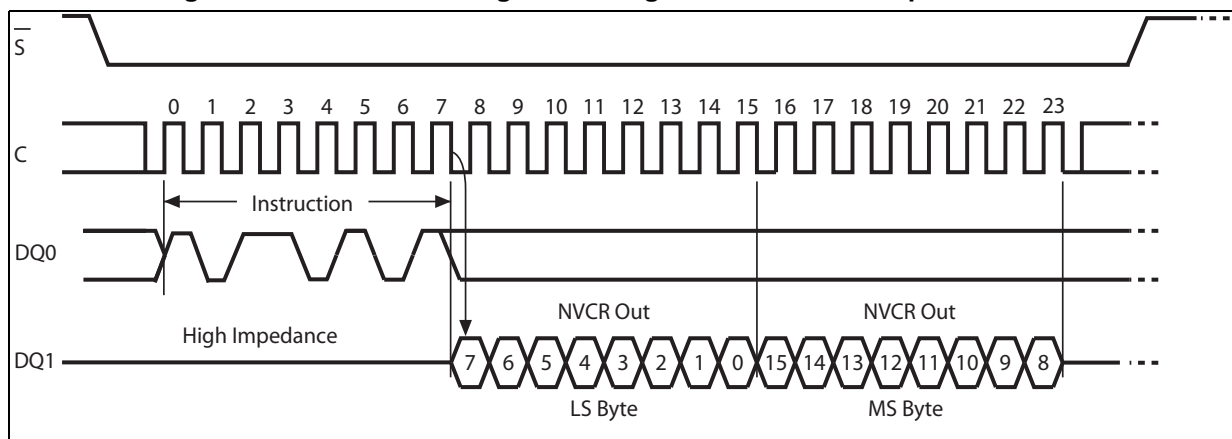 S
0 1 2 3 4 5 6 7 8 9 10 11 12 13 14 15 16 17 18 19 20 21 22 23
C
Instruction
DQ0
NVCR Out NVCR Out
High Impedance
DQ1 7 6 5 4 3 2 1 0 15 14 13 12 11 10 9 8
LS Byte MS Byte